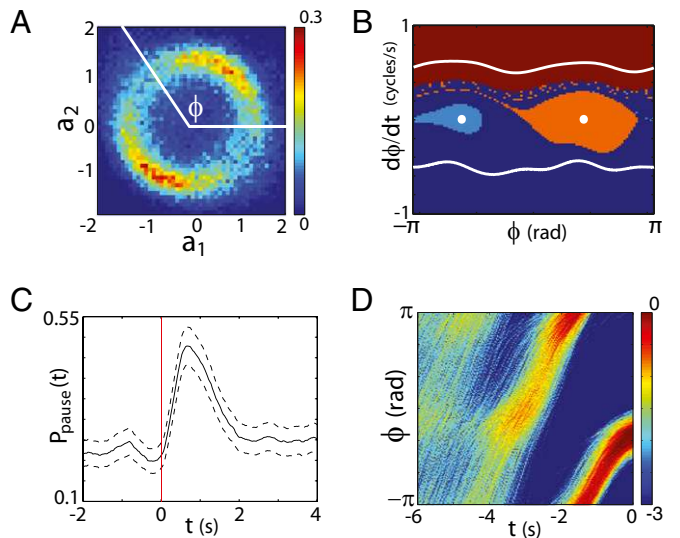 A
0.3
2
1
a2
0
-1
-2
-1
0
1
2
a1
0
ϕ
B
1
dϕ/dt (cycles/s)
-1
−π
ϕ (rad)
π
C
0.55
Ppause(t)
0.1
-2
0
2
4
t (s)
D
π
ϕ (rad)
−π
-6
-4
-2
0
t (s)
0
-3